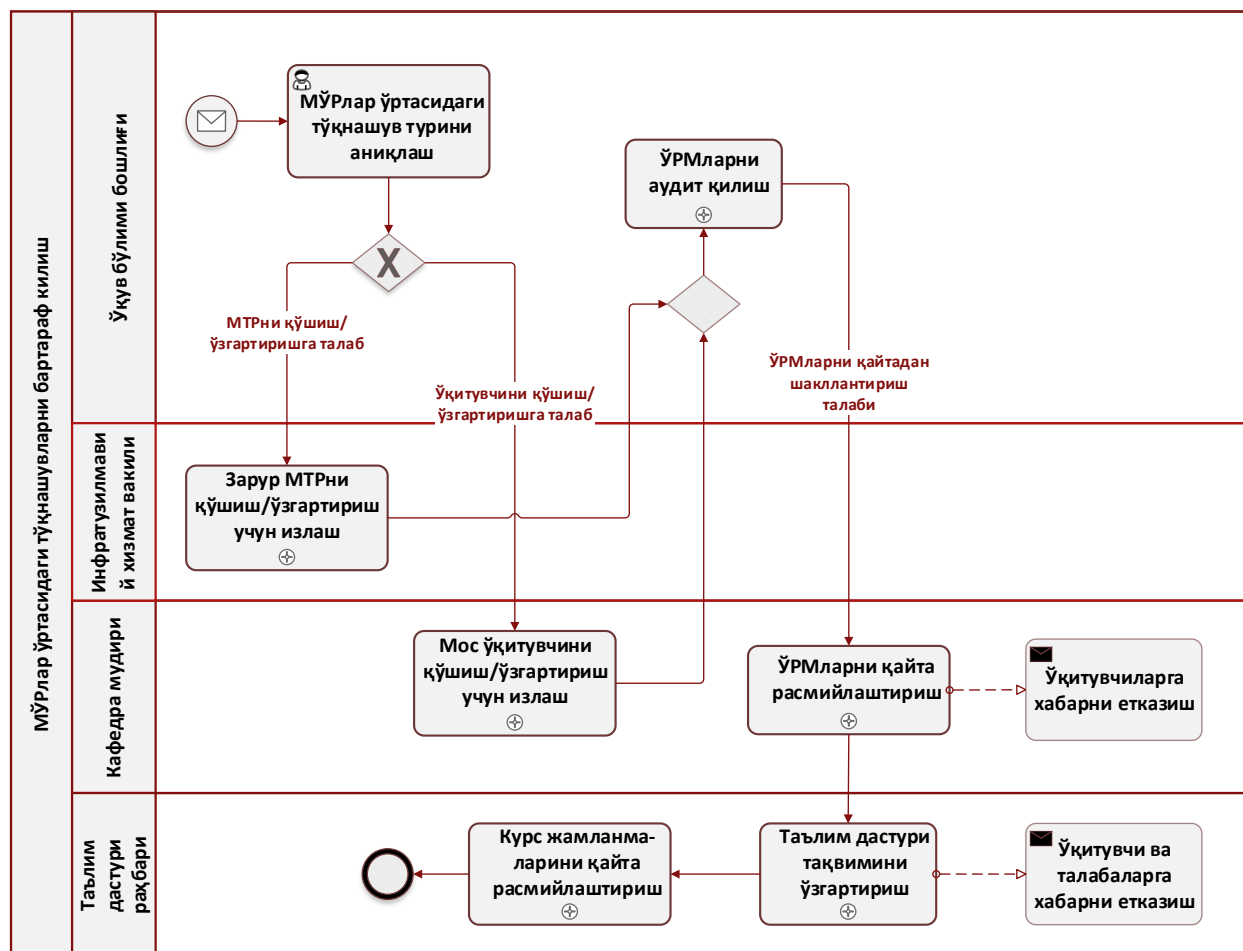 МЎРлар ўртасидаги тўқнашувларни бартараф килиш
Ўқув бўлими бошлиғи
МЎРлар ўртасидаги
тўқнашув турини
аниқлаш
X
ЎРМларни
аудит қилиш
МТРни қўшиш/
ўзгартиришга талаб
Ўқитувчини қўшиш/
ўзгартиришга талаб
ЎРМларни қайтадан
шакллантириш
талаби
Инфратузилмави
й хизмат вакили
Зарур МТРни
қўшиш/ўзгартириш
учун излаш
Кафедра мудири
Мос ўқитувчини
қўшиш/ўзгартириш
учун излаш
ЎРМларни қайта
расмийлаштириш
Ўқитувчиларга
хабарни етказиш
Таълим
дастури
раҳбари
Курс жамланма-
ларини қайта
расмийлаштириш
Таълим дастури
тақвимини
ўзгартириш
Ўқитувчи ва
талабаларга
хабарни етказиш